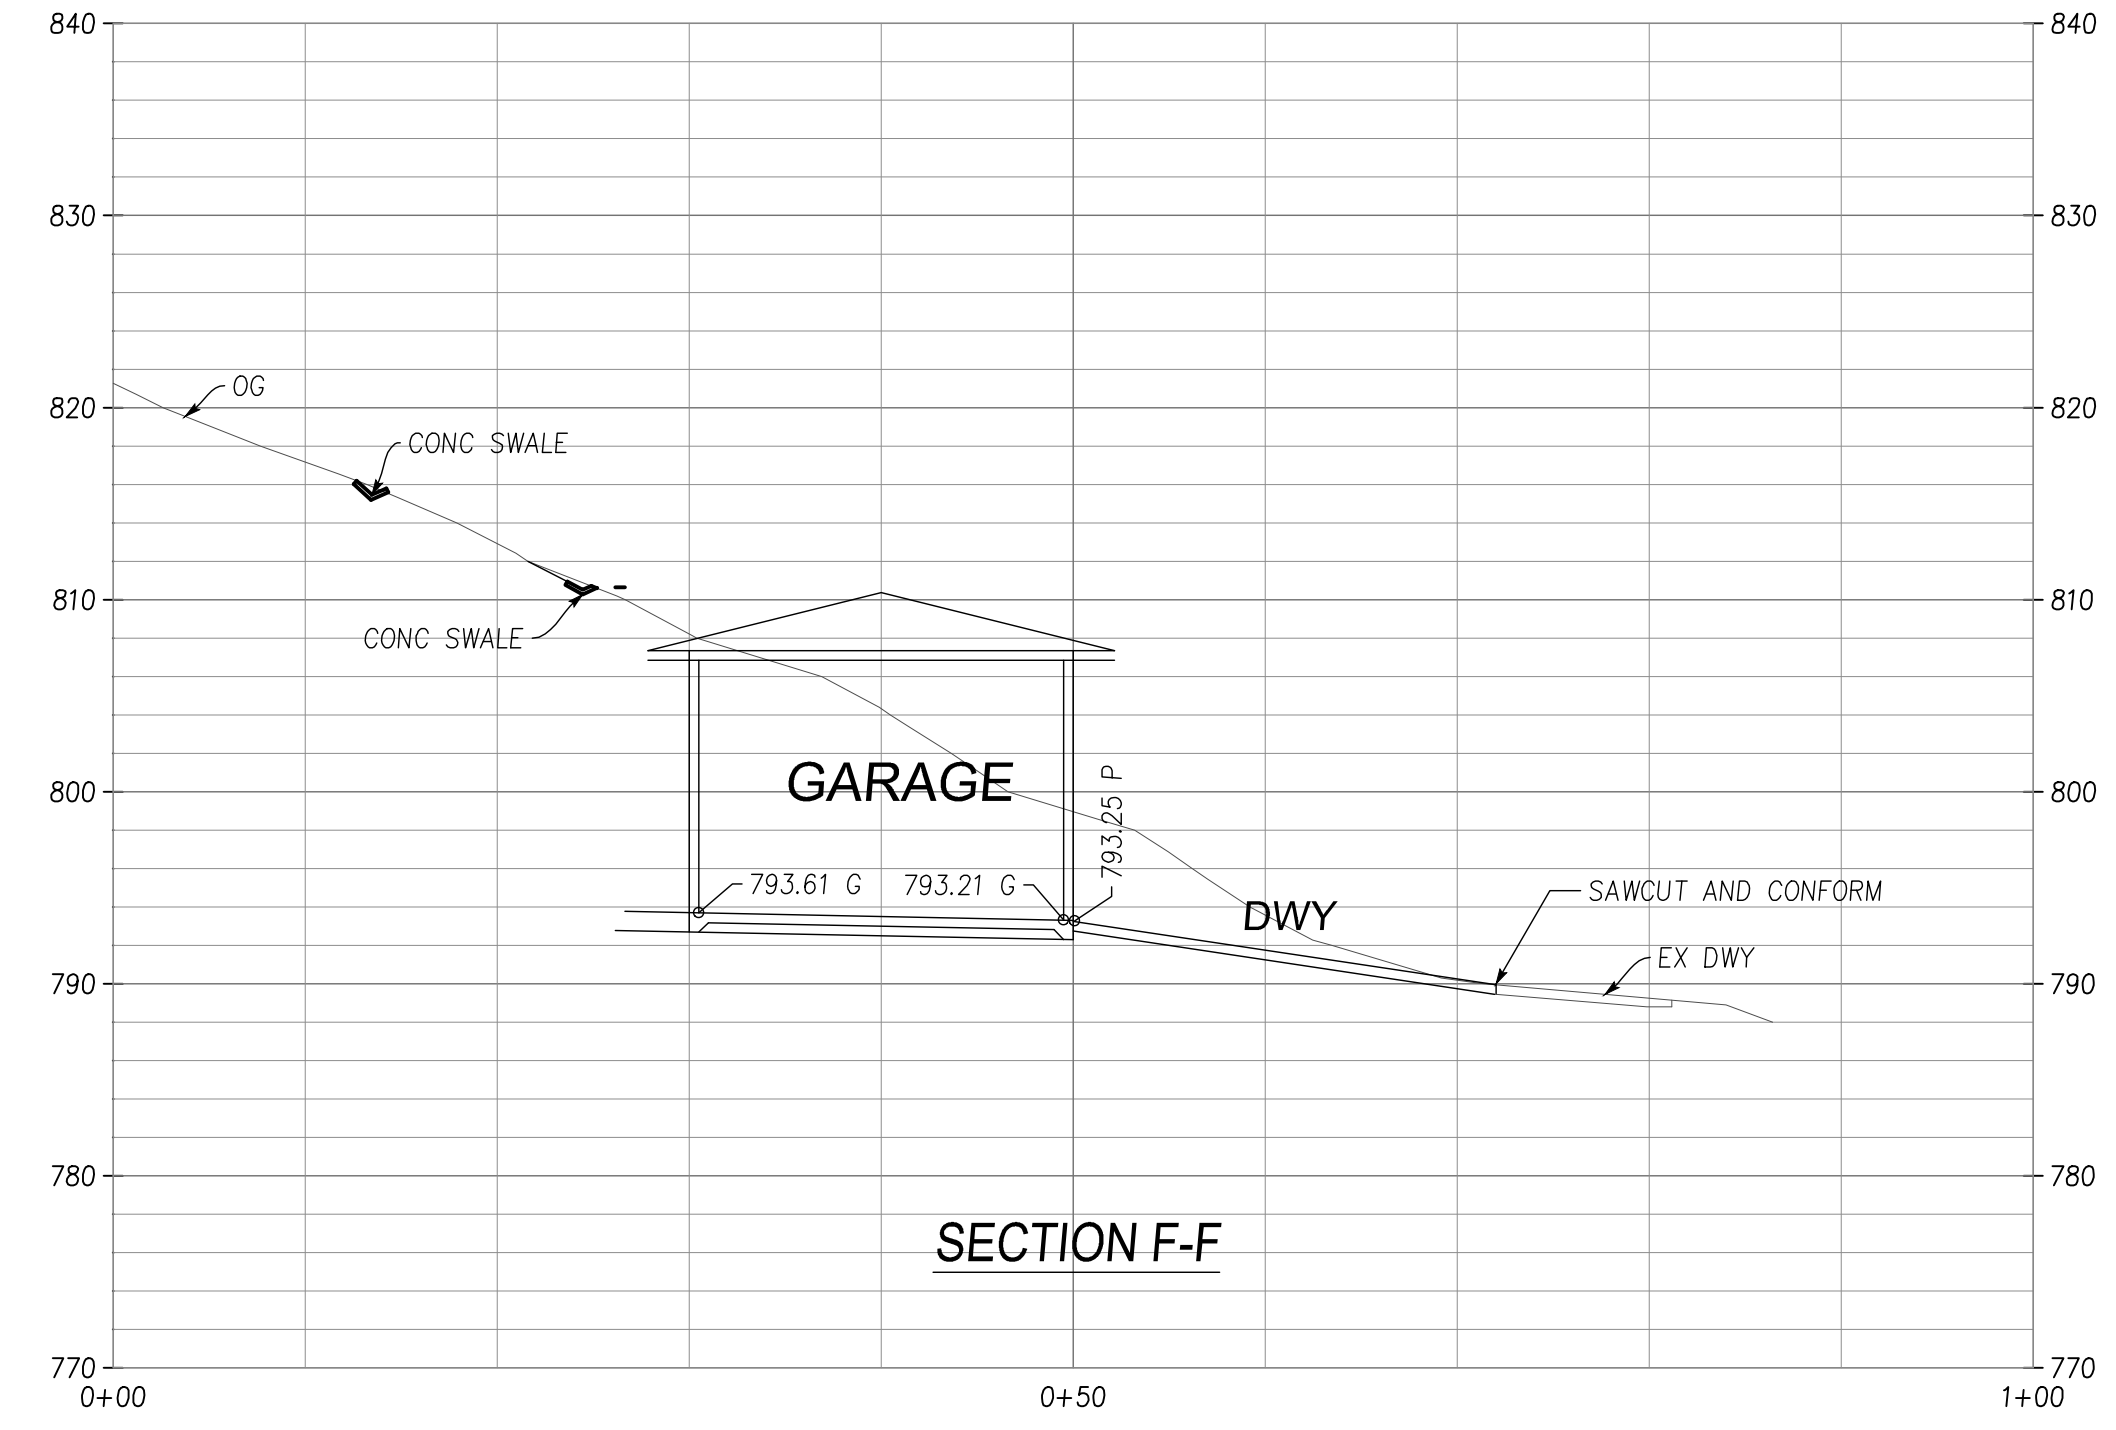 840 840
830 830
OG
820 820
CONC SWALE
810 810
CONC SWALE
GARAGE
793.25 P
800 800
793.61 G 793.21 G
SAWCUT AND CONFORM
DWY
EX DWY
790 790
780 780
SECTION F-F
770 770
0+00 0+50 1+00